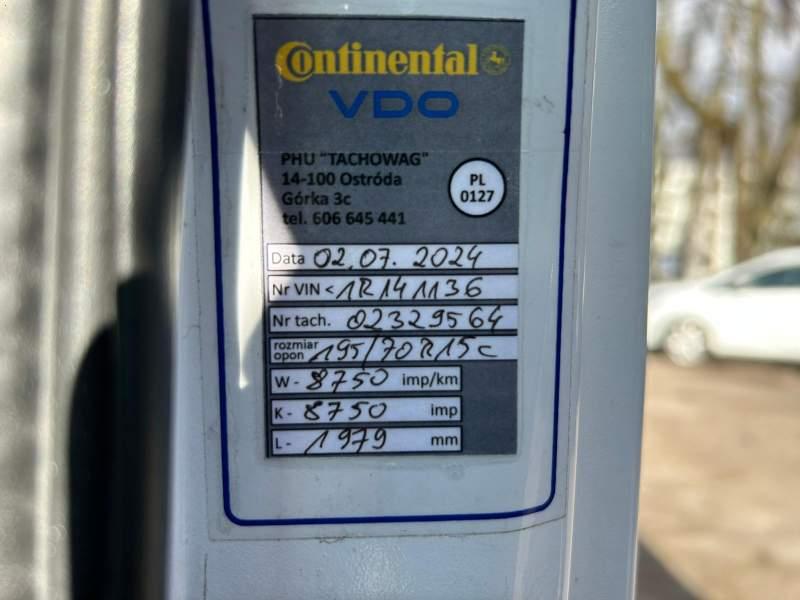 Continental
VDO
PHU "TACHOWAG"
14-100 Ostróda
Górka 3c
tel. 606 645 441
PL
0127
Data 02.07.2024
Nr VIN < 1R141136
Nr tach. 02329564
rozmiar opon 195/70R15c
W - 8750 imp/km
K - 8750 imp
L - 1979 mm